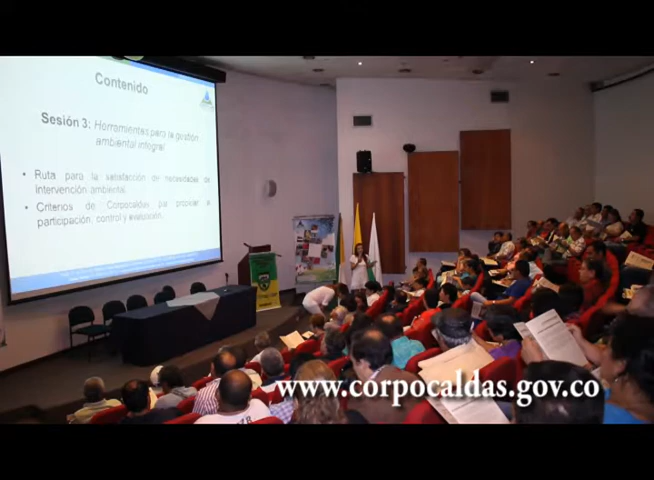 Contenido
Sesión 3: Herramientas para la gestión
ambiental integral
• Ruta para la satisfacción de necesidades de
intervención ambiental.
• Criterios de Corpocaldas para propiciar la
participación, control y evaluación.
www.corpocaldas.gov.co